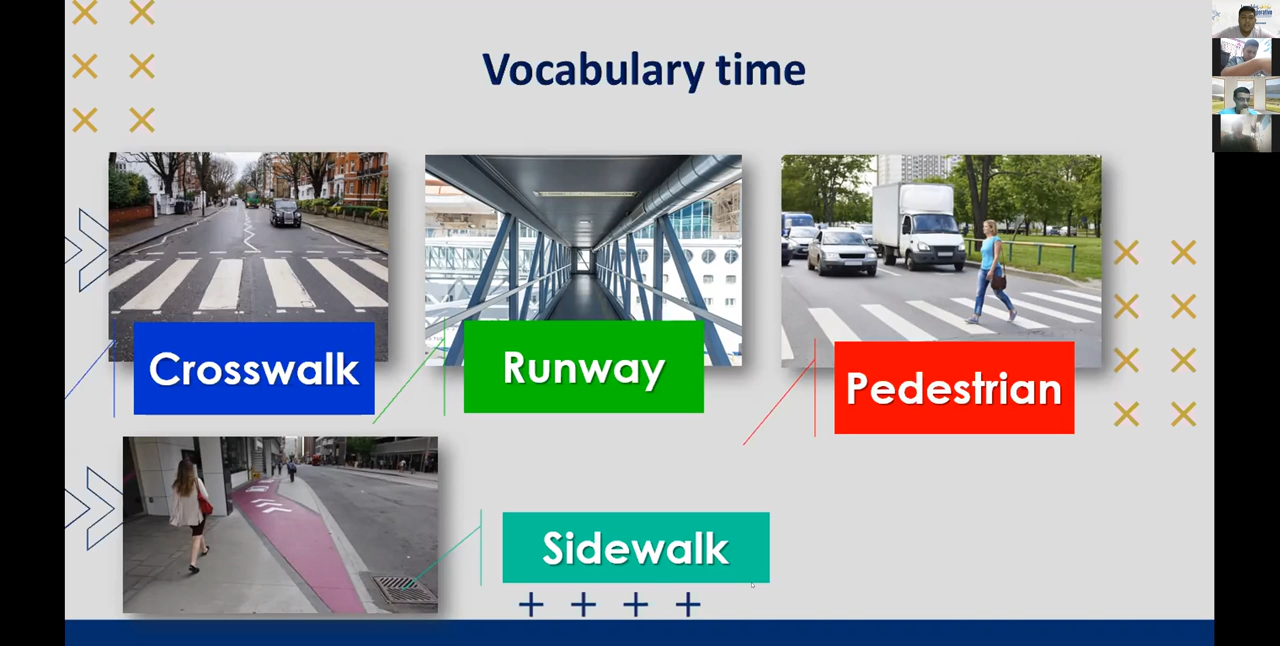 Vocabulary time
Crosswalk
Runway
Pedestrian
Sidewalk